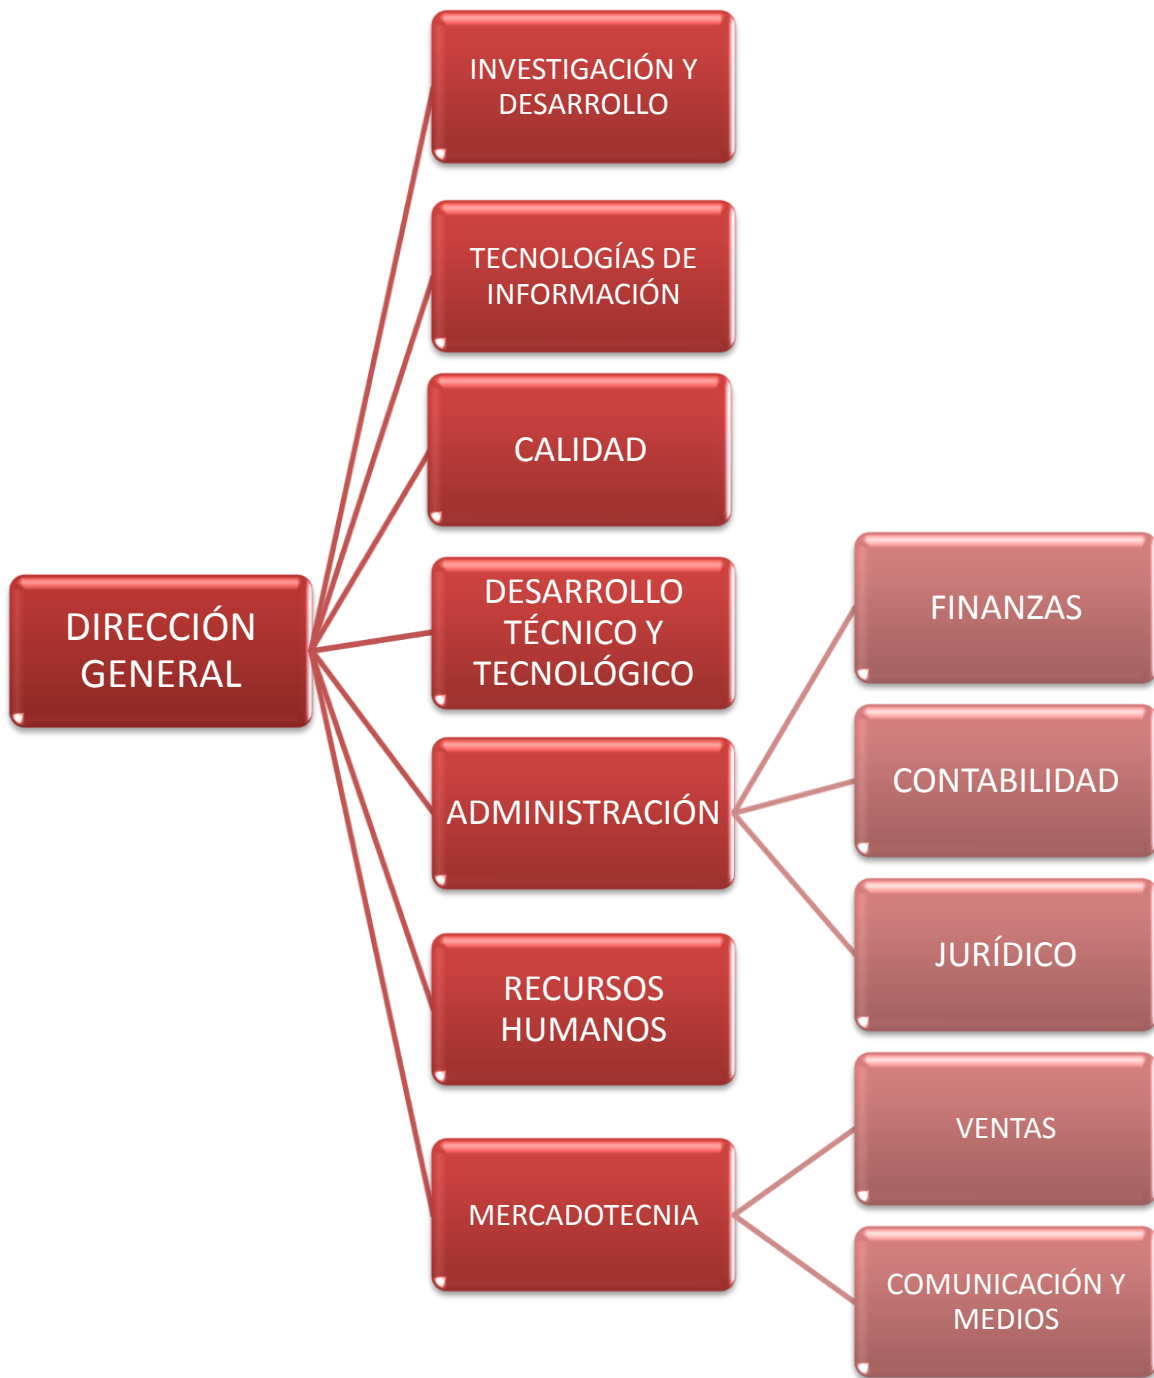 DIRECCIÓN
GENERAL
INVESTIGACIÓN Y
DESARROLLO
TECNOLOGÍAS DE
INFORMACIÓN
CALIDAD
DESARROLLO
TÉCNICO Y
TECNOLÓGICO
ADMINISTRACIÓN
FINANZAS
CONTABILIDAD
JURÍDICO
RECURSOS
HUMANOS
MERCADOTECNIA
VENTAS
COMUNICACIÓN Y
MEDIOS